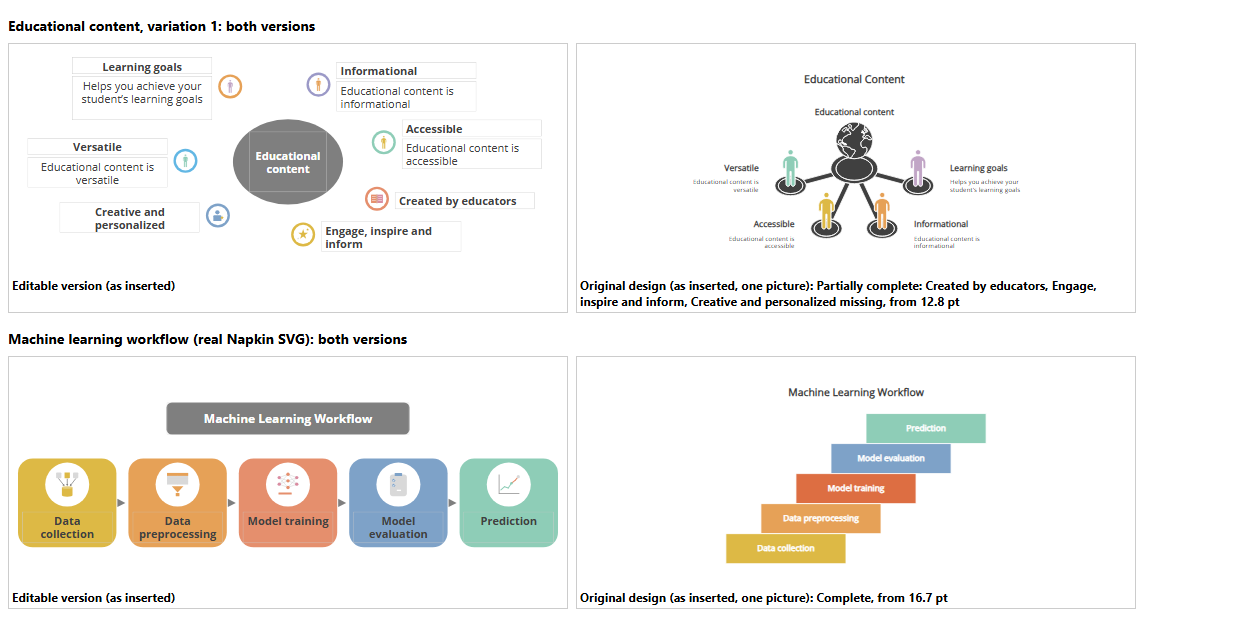 Educational content, variation 1: both versions
Learning goals
Helps you achieve your
student's learning goals
Informational
Educational content is
informational
Accessible
Educational content is
accessible
Versatile
Educational content is
versatile
Educational
content
Created by educators
Creative and
personalized
Engage, inspire and
inform
Editable version (as inserted)
Educational Content
Educational content
Versatile
Educational content is
versatile
Learning goals
Helps you achieve your
student's learning goals
Accessible
Educational content is
accessible
Informational
Educational content is
informational
Original design (as inserted, one picture): Partially complete: Created by educators, Engage,
inspire and inform, Creative and personalized missing, from 12.8 pt
Machine learning workflow (real Napkin SVG): both versions
Machine Learning Workflow
Data
collection
Data
preprocessing
Model training
Model
evaluation
Prediction
Editable version (as inserted)
Machine Learning Workflow
Prediction
Model evaluation
Model training
Data preprocessing
Data collection
Original design (as inserted, one picture): Complete, from 16.7 pt